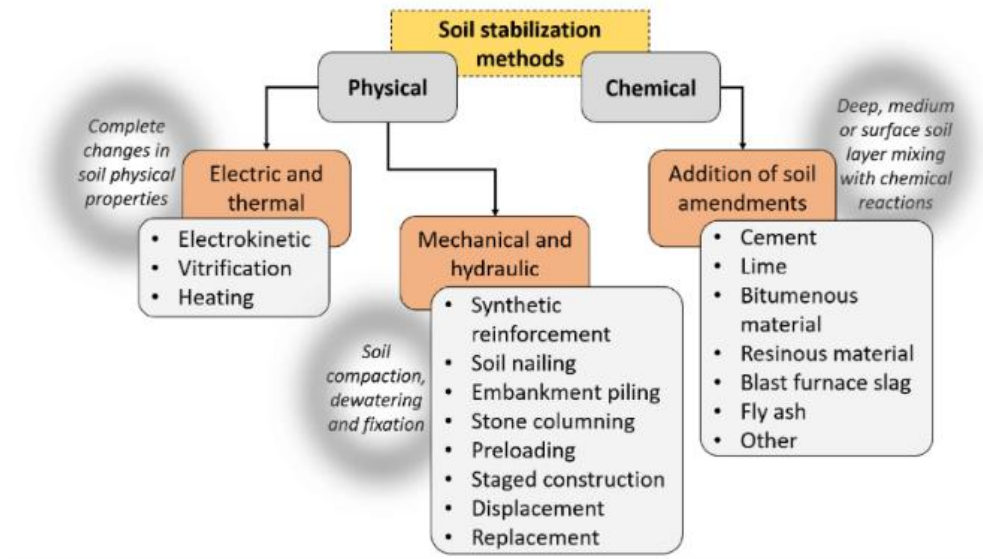 Soil stabilization
methods
Physical
Chemical
Complete
changes in
soil physical
properties
Electric and
thermal
• Electrokinetic
• Vitrification
• Heating
Mechanical and
hydraulic
Soil
compaction,
dewatering
and fixation
• Synthetic
reinforcement
• Soil nailing
• Embankment piling
• Stone columning
• Preloading
• Staged construction
• Displacement
• Replacement
Addition of soil
amendments
Deep, medium
or surface soil
layer mixing
with chemical
reactions
• Cement
• Lime
• Bitumenous
material
• Resinous material
• Blast furnace slag
• Fly ash
• Other